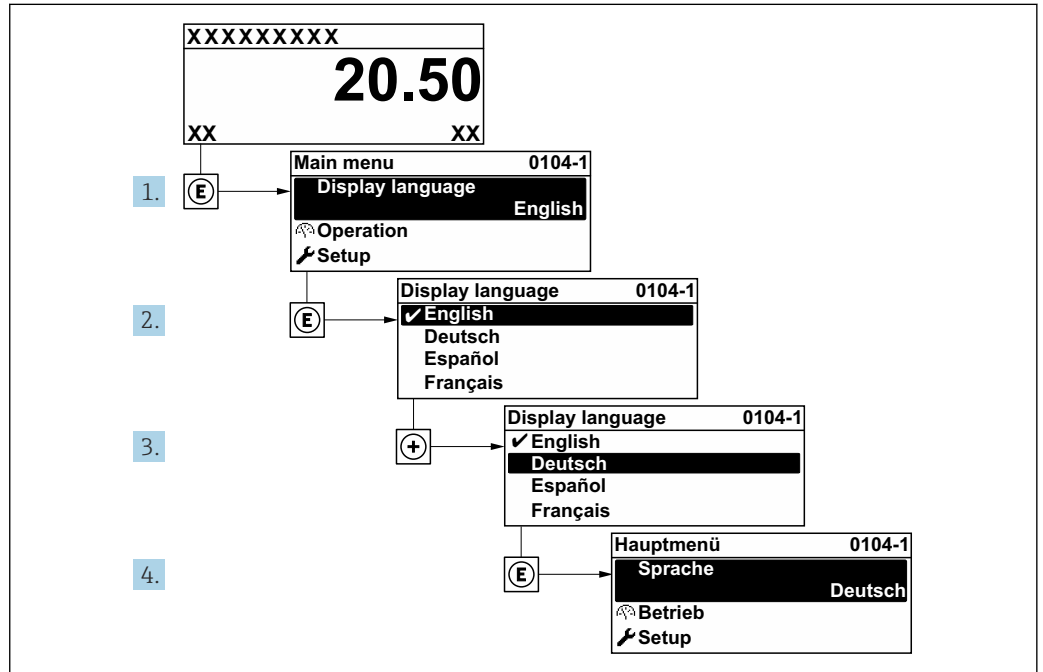 XXXXXXXXX
20.50
XX XX
1.
E
Main menu 0104-1
Display language
English
Operation
Setup
2.
E
Display language 0104-1
✔English
Deutsch
Español
Français
3.
+
Display language 0104-1
✔English
Deutsch
Español
Français
4.
E
Hauptmenü 0104-1
Sprache
Deutsch
Betrieb
Setup